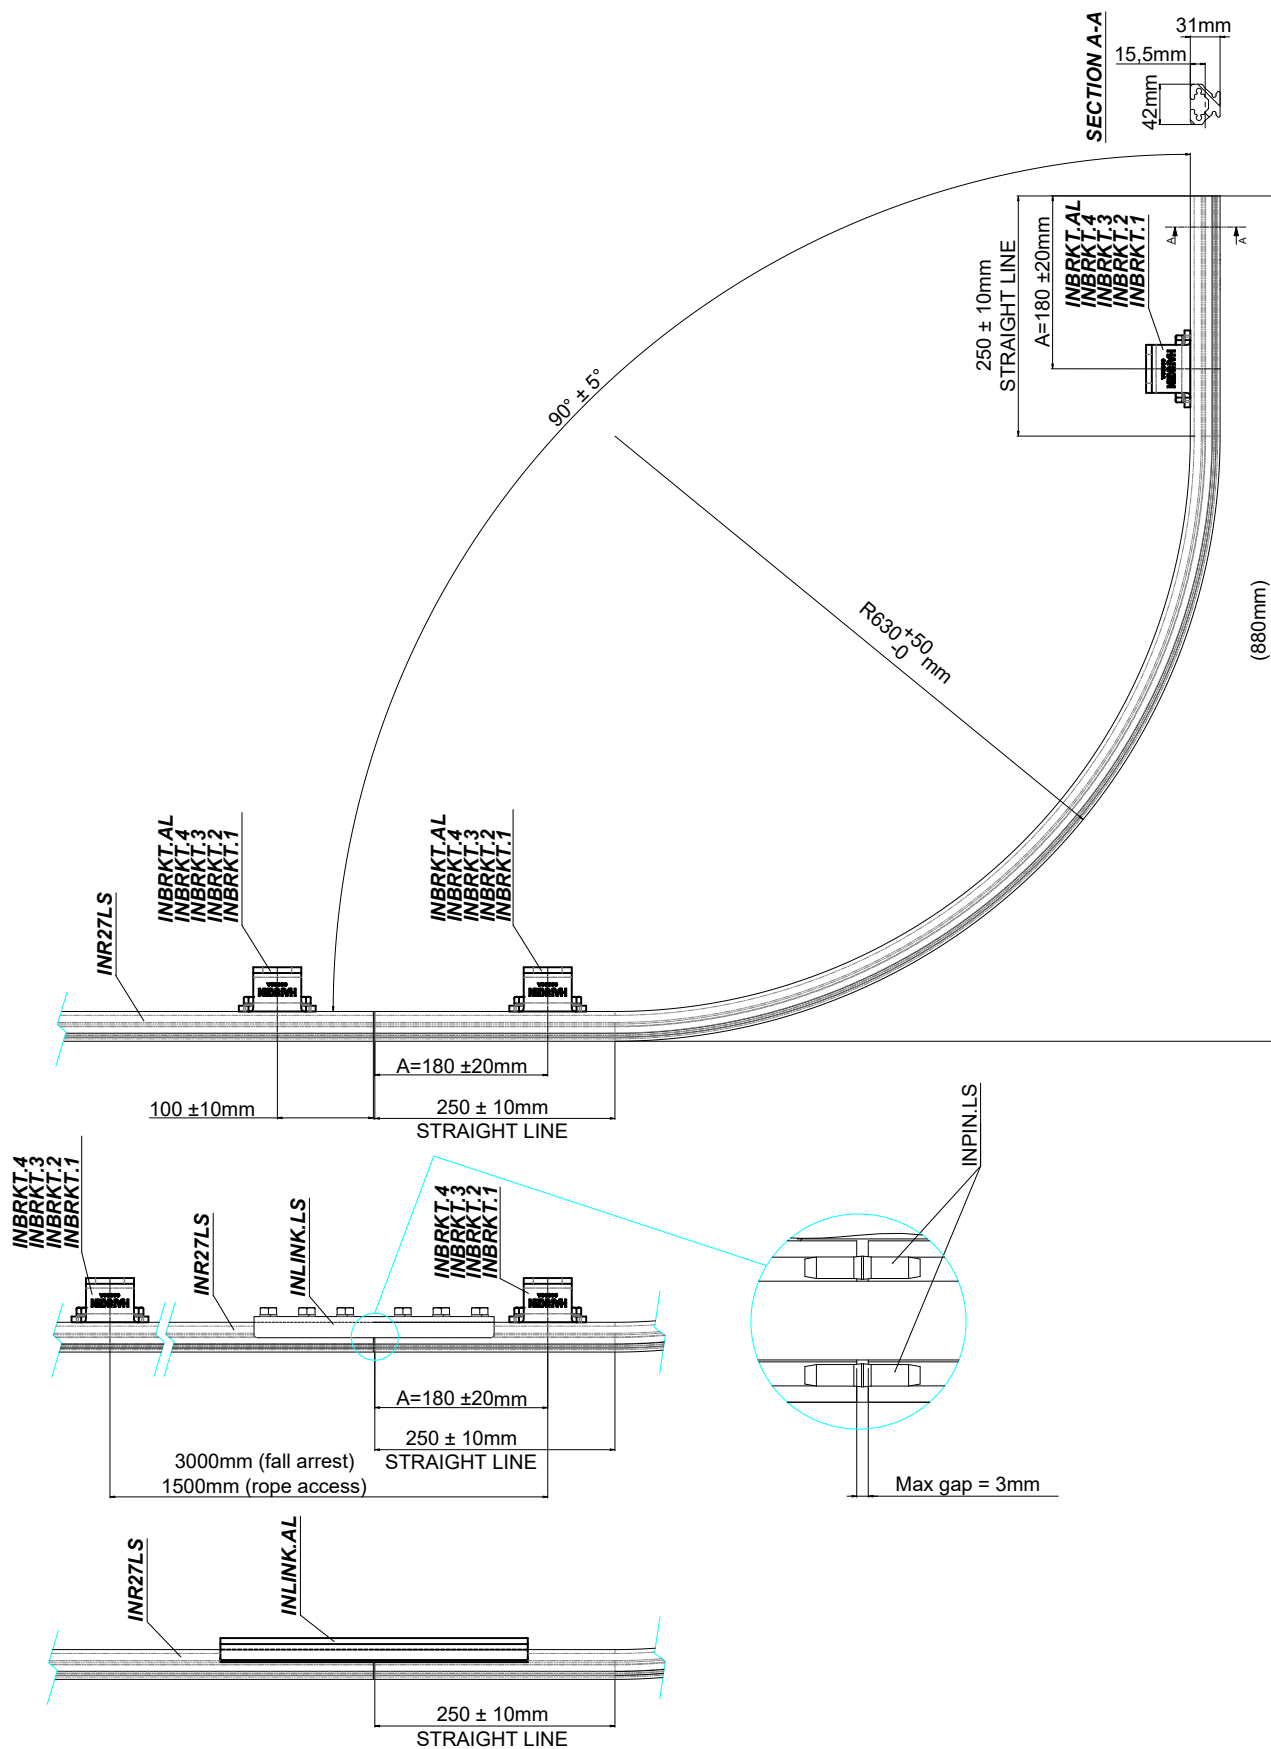 SECTION A-A
31mm
15,5mm
42mm
A
A
INBRKT.AL
INBRKT.4
INBRKT.3
INBRKT.2
INBRKT.1
250 ± 10mm
STRAIGHT LINE
A=180 ±20mm
HARKEN
90° ± 5°
R630 +50 -0 mm
(880mm)
INBRKT.AL
INBRKT.4
INBRKT.3
INBRKT.2
INBRKT.1
INBRKT.AL
INBRKT.4
INBRKT.3
INBRKT.2
INBRKT.1
INR27LS
HARKEN
HARKEN
A=180 ±20mm
100 ±10mm
250 ± 10mm
STRAIGHT LINE
INPIN.LS
INBRKT.4
INBRKT.3
INBRKT.2
INBRKT.1
INR27LS
INLINK.LS
INBRKT.4
INBRKT.3
INBRKT.2
INBRKT.1
HARKEN
HARKEN
A=180 ±20mm
250 ± 10mm
STRAIGHT LINE
3000mm (fall arrest)
1500mm (rope access)
Max gap = 3mm
INR27LS
INLINK.AL
250 ± 10mm
STRAIGHT LINE